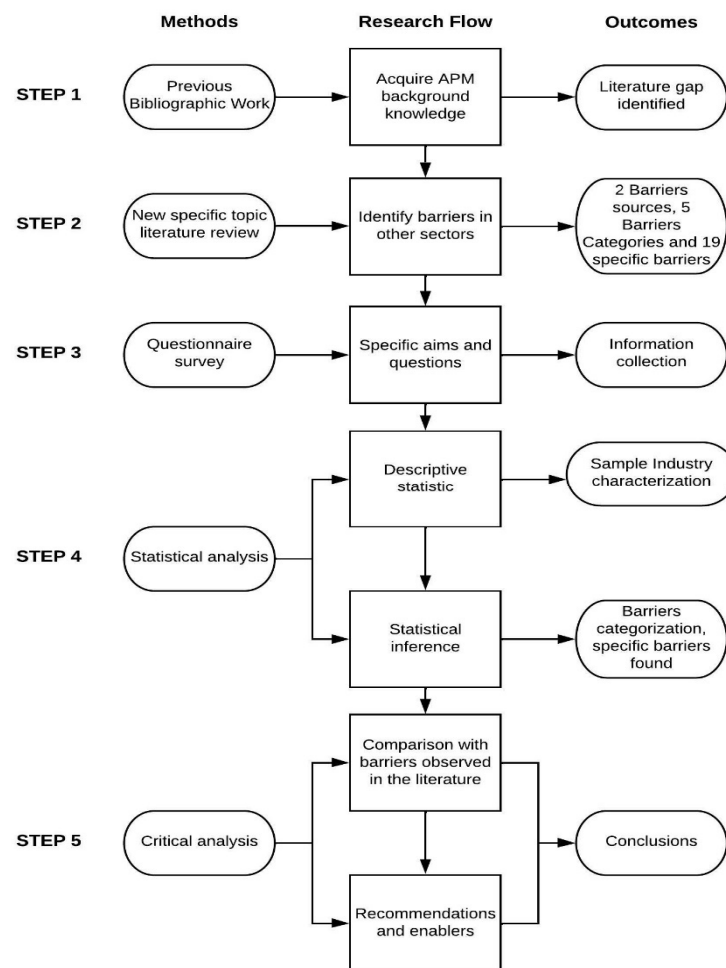 Methods
Research Flow
Outcomes
STEP 1
Previous
Bibliographic Work
Acquire APM
background
knowledge
Literature gap
identified
STEP 2
New specific topic
literature review
Identify barriers in
other sectors
2 Barriers
sources, 5
Barriers
Categories and 19
specific barriers
STEP 3
Questionnaire
survey
Specific aims and
questions
Information
collection
STEP 4
Statistical analysis
Descriptive
statistic
Sample Industry
characterization
Statistical
inference
Barriers
categorization,
specific barriers
found
STEP 5
Critical analysis
Comparison with
barriers observed
in the literature
Recommendations
and enablers
Conclusions